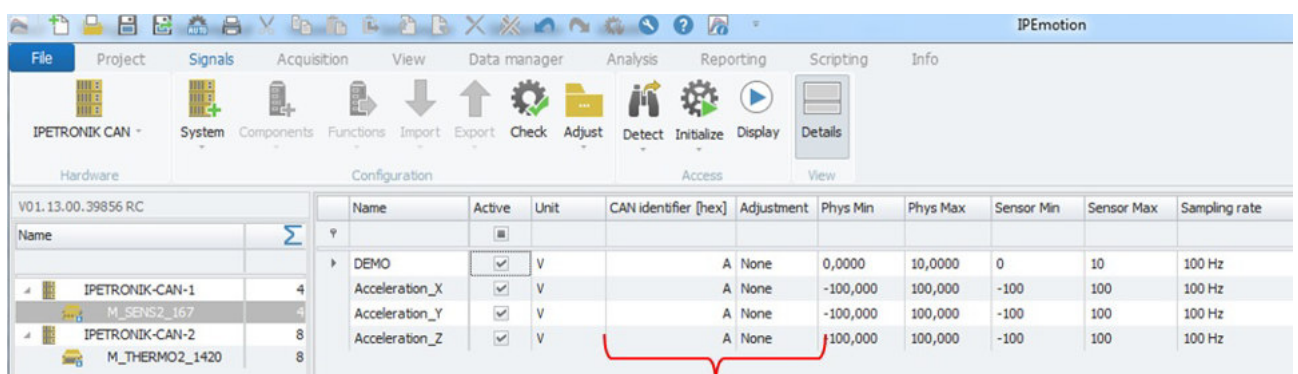 IPEmotion
File Project Signals Acquisition View Data manager Analysis Reporting Scripting Info
AUTO
IPETRONIK CAN System Components Functions Import Export Check Adjust Detect Initialize Display Details
Hardware Configuration Access View
V01.13.00.39856 RC
Name Σ
Name Active Unit CAN identifier [hex] Adjustment Phys Min Phys Max Sensor Min Sensor Max Sampling rate
DEMO V A None 0,0000 10,0000 0 10 100 Hz
IPETRONIK-CAN-1 4 Acceleration_X V A None -100,000 100,000 -100 100 100 Hz
M_SENS2_167 4 Acceleration_Y V A None -100,000 100,000 -100 100 100 Hz
IPETRONIK-CAN-2 8 Acceleration_Z V A None -100,000 100,000 -100 100 100 Hz
M_THERMO2_1420 8